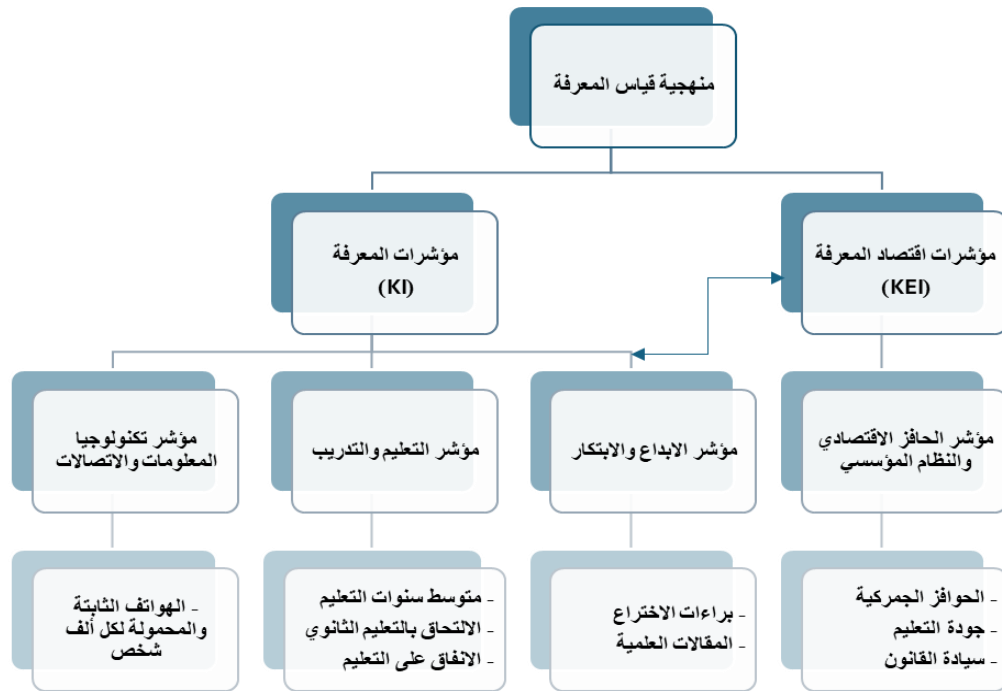 منهجية قياس المعرفة
مؤشرات اقتصاد المعرفة
(KEI)
مؤشرات المعرفة
(KI)
مؤشر الحافز الاقتصادي
والنظام المؤسسي
مؤشر الابداع والابتكار
مؤشر التعليم والتدريب
مؤشر تكنولوجيا
المعلومات والاتصالات
- الحوافز الجمركية
- جودة التعليم
- سيادة القانون
- براءات الاختراع
- المقالات العلمية
- متوسط سنوات التعليم
- الالتحاق بالتعليم الثانوي
- الانفاق على التعليم
- الهواتف الثابتة
والمحمولة لكل ألف
شخص